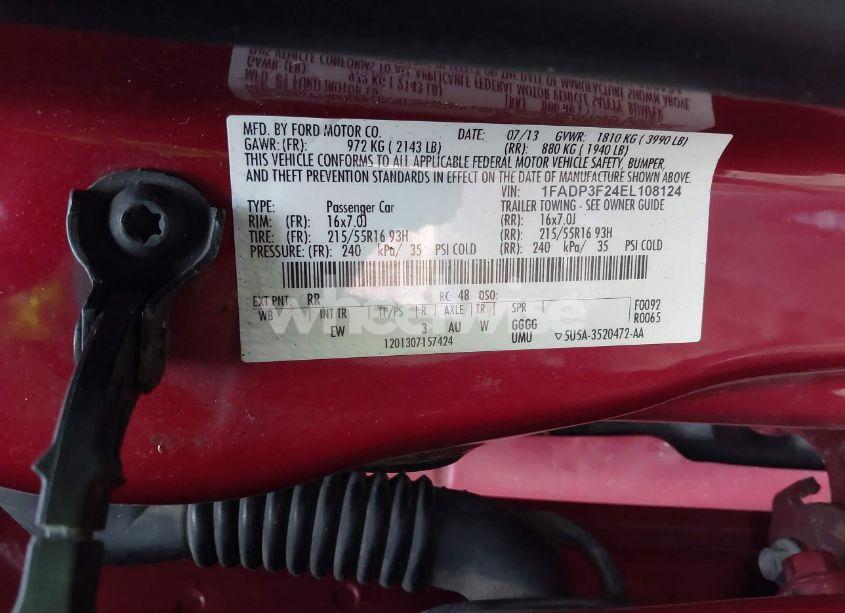 MFD. BY FORD MOTOR CO. DATE: 07/13 GVWR: 1810 KG ( 3990 LB)
GAWR: (FR): 972 KG ( 2143 LB) (RR): 880 KG ( 1940 LB)
THIS VEHICLE CONFORMS TO ALL APPLICABLE FEDERAL MOTOR VEHICLE SAFETY, BUMPER,
AND THEFT PREVENTION STANDARDS IN EFFECT ON THE DATE OF MANUFACTURE SHOWN ABOVE.
VIN: 1FADP3F24EL108124
TYPE: Passenger Car TRAILER TOWING - SEE OWNER GUIDE
RIM: (FR): 16x7.0J (RR): 16x7.0J
TIRE: (FR): 215/55R16 93H (RR): 215/55R16 93H
PRESSURE: (FR): 240 kPa/ 35 PSI COLD (RR): 240 kPa/ 35 PSI COLD
EXT PNT: RR RC: 48 DSO: F0092
WB INT TR TP/PS R AXLE TR SPR R0065
EW 3 AU W GGGG
1201307157424 UMU ▽5U5A-3520472-AA
wheelwise